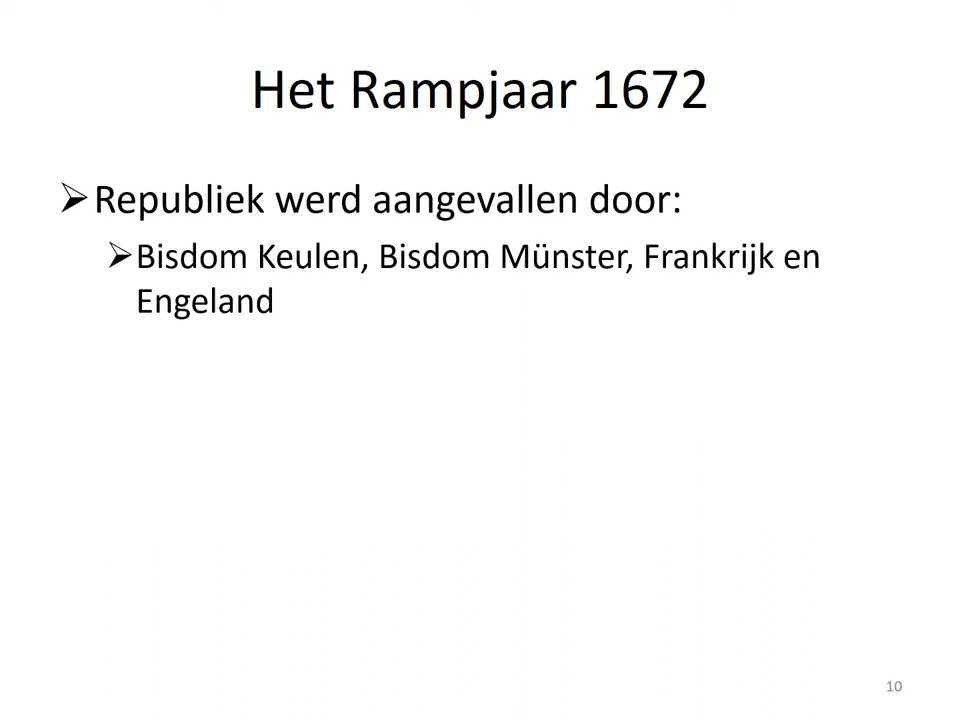 Het Rampjaar 1672
➢Republiek werd aangevallen door:
➢Bisdom Keulen, Bisdom Münster, Frankrijk en
Engeland
10